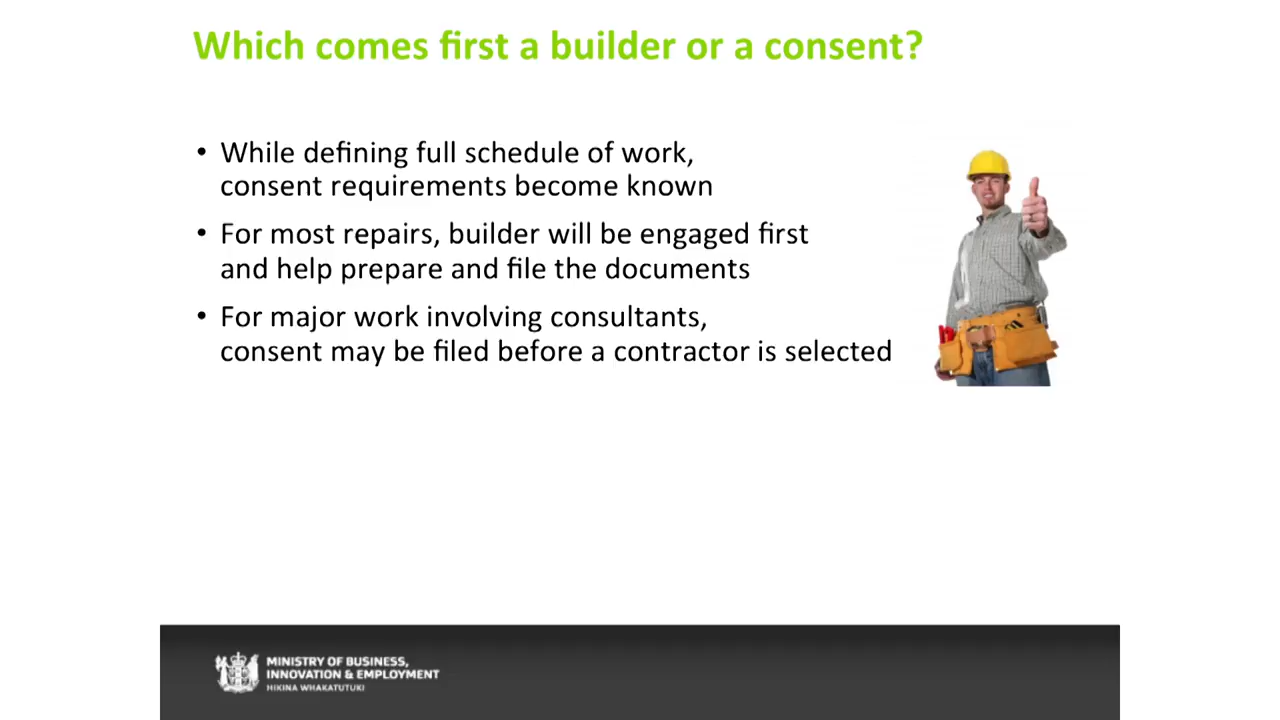 Which comes first a builder or a consent?
• While defining full schedule of work,
consent requirements become known
• For most repairs, builder will be engaged first
and help prepare and file the documents
• For major work involving consultants,
consent may be filed before a contractor is selected
MINISTRY OF BUSINESS,
INNOVATION & EMPLOYMENT
HIKINA WHAKATUTUKI